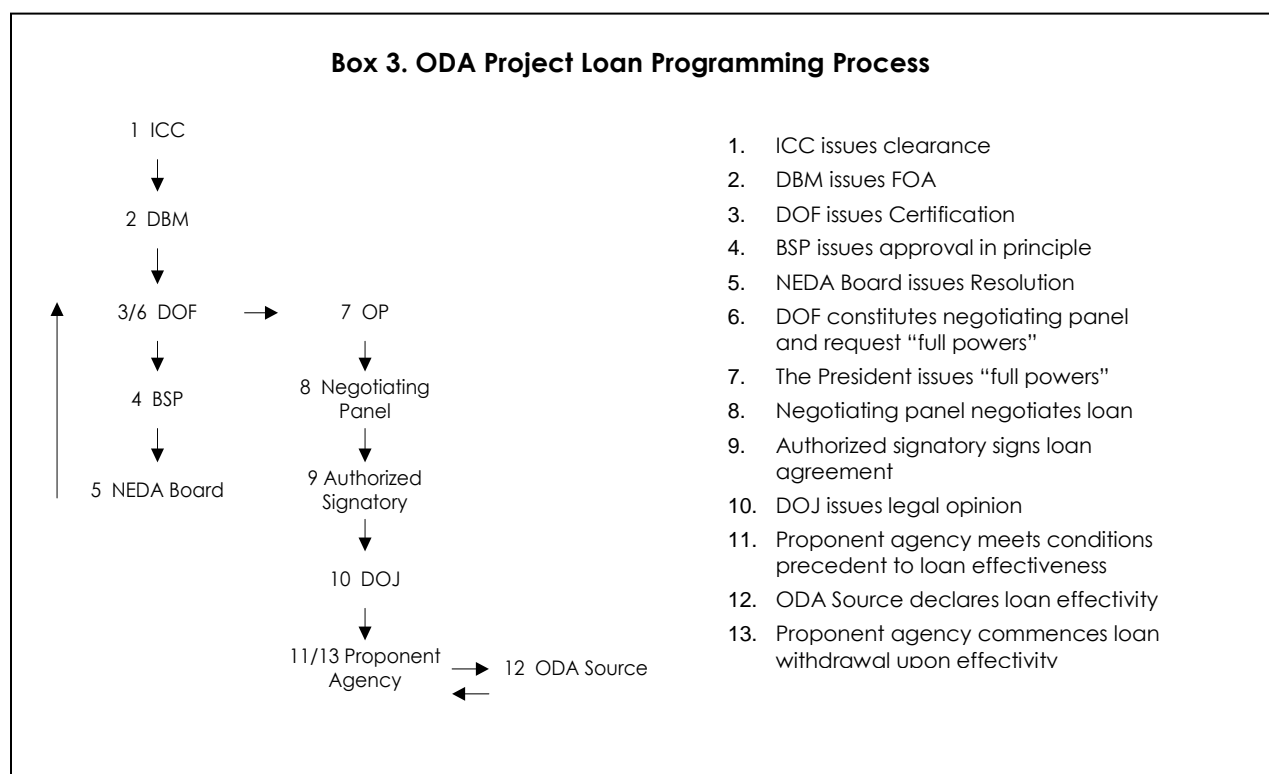 Box 3. ODA Project Loan Programming Process
1 ICC
2 DBM
3/6 DOF
7 OP
4 BSP
8 Negotiating
Panel
5 NEDA Board
9 Authorized
Signatory
10 DOJ
11/13 Proponent
Agency
12 ODA Source
1. ICC issues clearance
2. DBM issues FOA
3. DOF issues Certification
4. BSP issues approval in principle
5. NEDA Board issues Resolution
6. DOF constitutes negotiating panel
and request “full powers”
7. The President issues “full powers”
8. Negotiating panel negotiates loan
9. Authorized signatory signs loan
agreement
10. DOJ issues legal opinion
11. Proponent agency meets conditions
precedent to loan effectiveness
12. ODA Source declares loan effectivity
13. Proponent agency commences loan
withdrawal upon effectivity